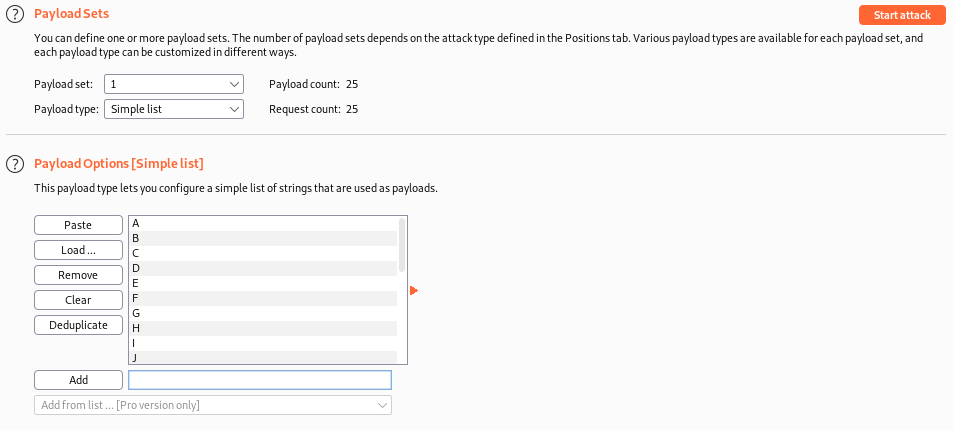 ? Payload Sets
Start attack
You can define one or more payload sets. The number of payload sets depends on the attack type defined in the Positions tab. Various payload types are available for each payload set, and
each payload type can be customized in different ways.
Payload set: 1 Payload count: 25
Payload type: Simple list Request count: 25
? Payload Options [Simple list]
This payload type lets you configure a simple list of strings that are used as payloads.
Paste
Load ...
Remove
Clear
Deduplicate
A
B
C
D
E
F
G
H
I
J
Add
Add from list ... [Pro version only]